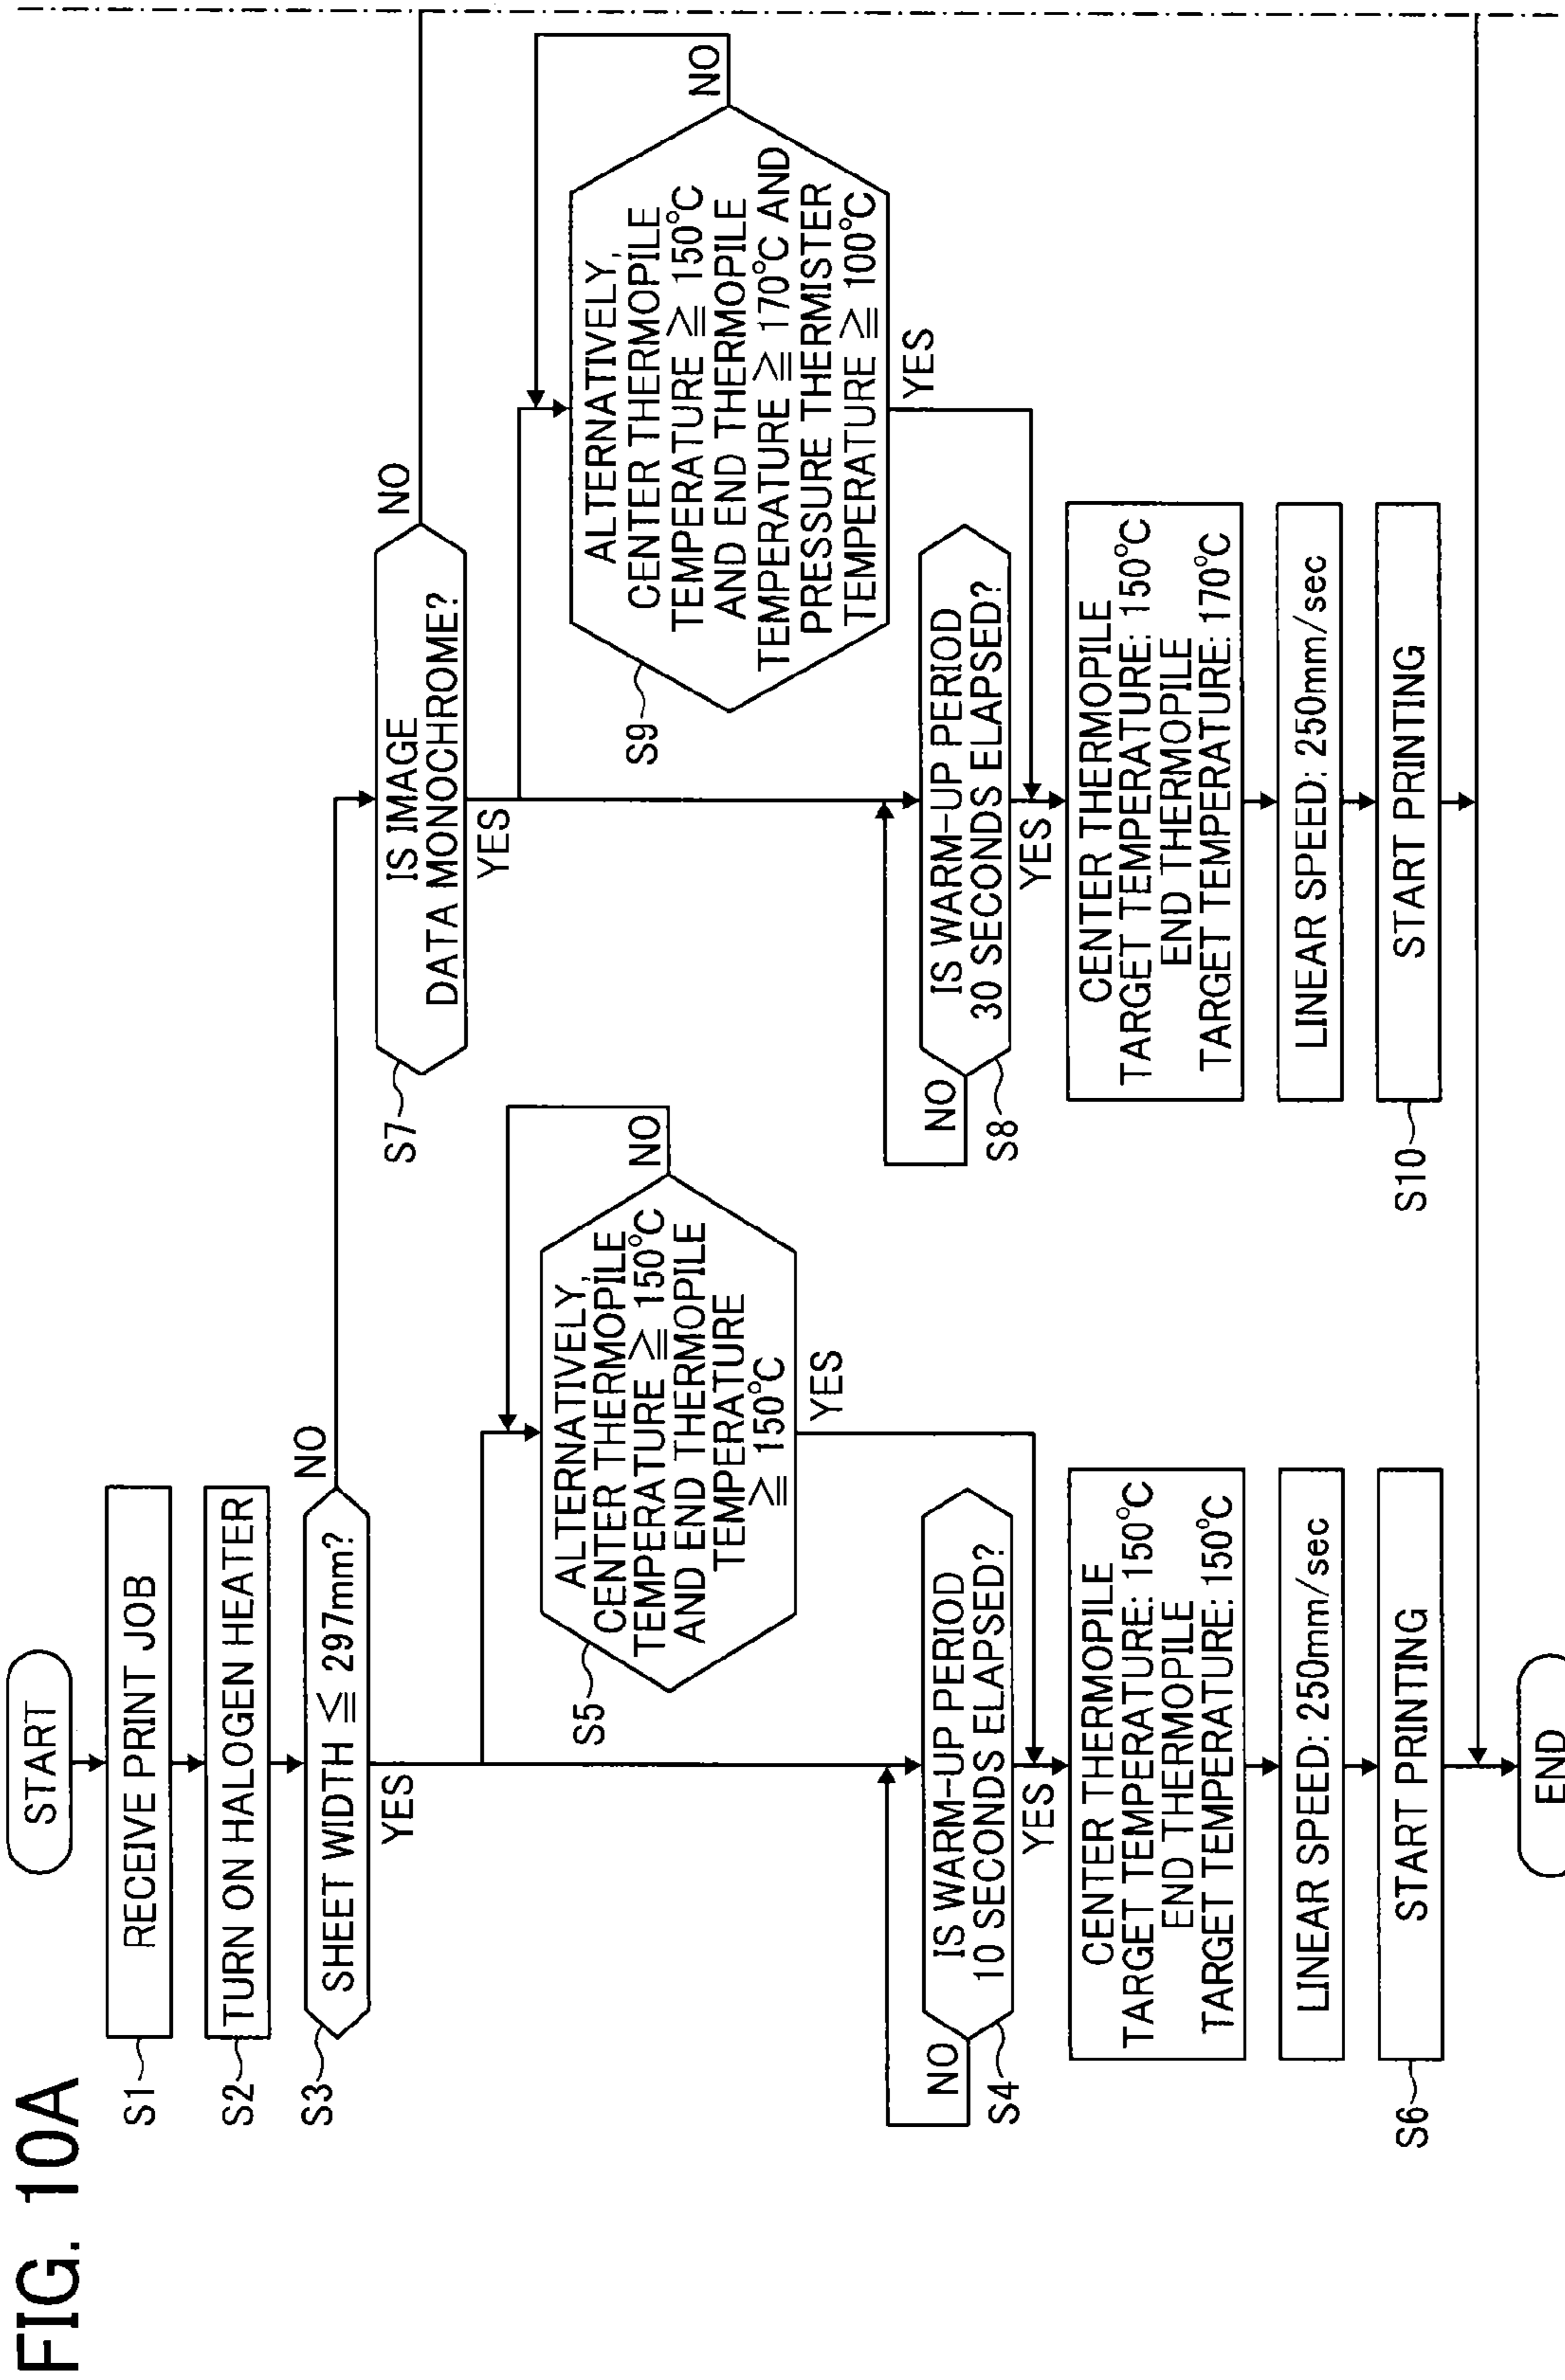 FIG. 10A
START
S1
RECEIVE PRINT JOB
S2
TURN ON HALOGEN HEATER
S3
SHEET WIDTH ≦ 297mm?
NO
YES
S5
ALTERNATIVELY,
CENTER THERMOPILE
TEMPERATURE ≧ 150°C
AND END THERMOPILE
TEMPERATURE
≧ 150°C
NO
YES
S4
IS WARM-UP PERIOD
10 SECONDS ELAPSED?
NO
YES
CENTER THERMOPILE
TARGET TEMPERATURE: 150°C
END THERMOPILE
TARGET TEMPERATURE: 150°C
LINEAR SPEED: 250mm/sec
S6
START PRINTING
END
S7
IS IMAGE
DATA MONOCHROME?
NO
YES
S9
ALTERNATIVELY,
CENTER THERMOPILE
TEMPERATURE ≧ 150°C
AND END THERMOPILE
TEMPERATURE ≧ 170°C AND
PRESSURE THERMISTER
TEMPERATURE ≧ 100°C
NO
YES
S8
IS WARM-UP PERIOD
30 SECONDS ELAPSED?
NO
YES
CENTER THERMOPILE
TARGET TEMPERATURE: 150°C
END THERMOPILE
TARGET TEMPERATURE: 170°C
LINEAR SPEED: 250mm/sec
S10
START PRINTING